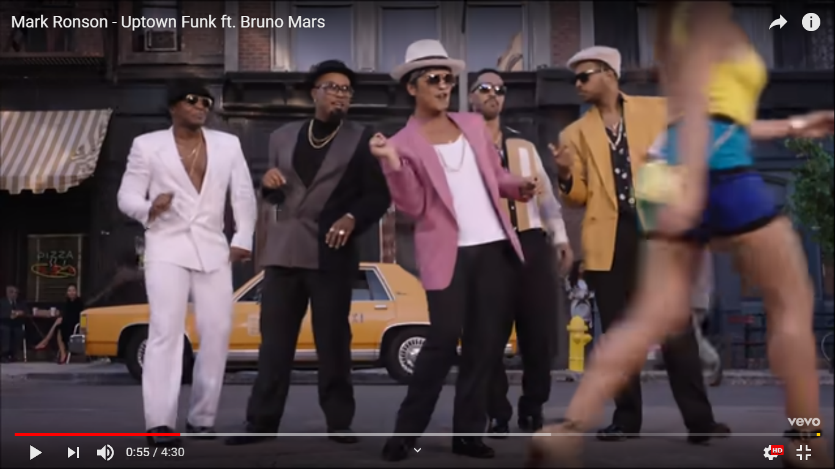 Mark Ronson - Uptown Funk ft. Bruno Mars
PIZZA
vevo
0:55 / 4:30
HD